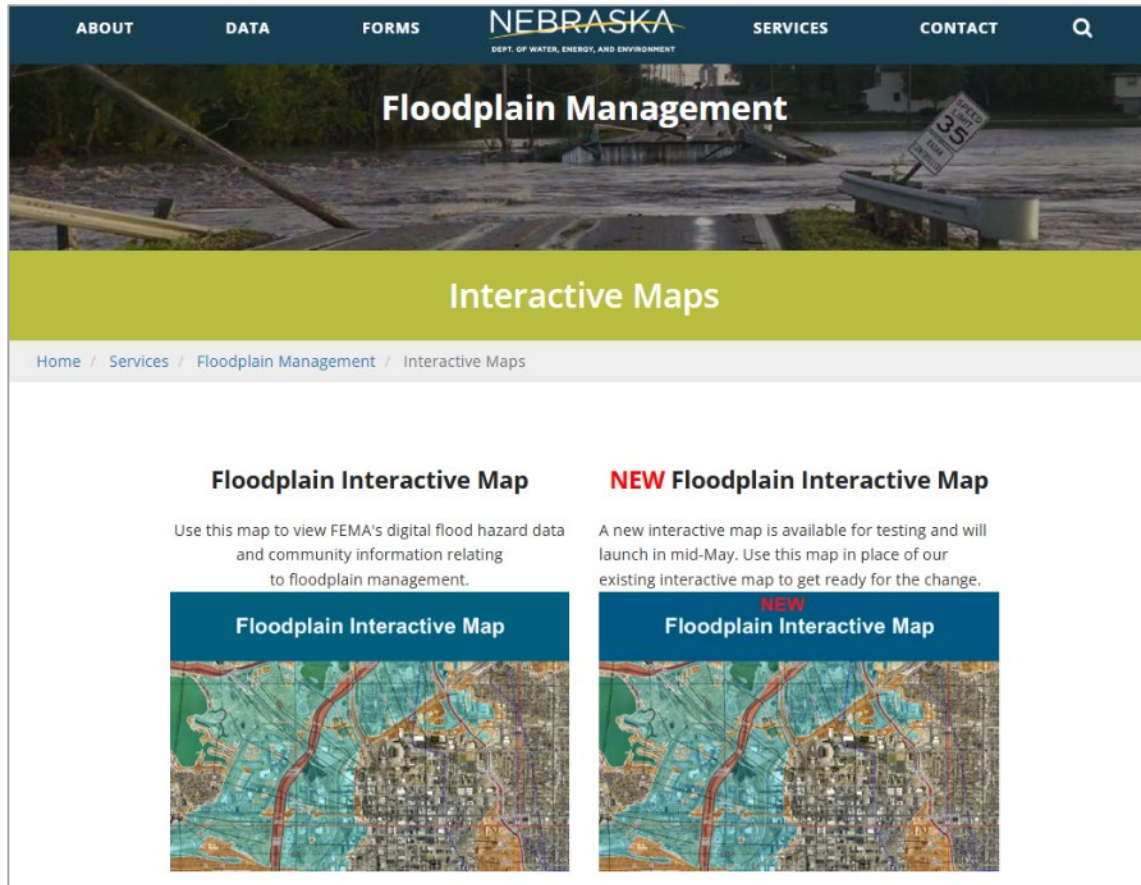 ABOUT DATA FORMS NEBRASKA SERVICES CONTACT
DEPT. OF WATER, ENERGY, AND ENVIRONMENT
Floodplain Management
SPEED
LIMIT
35
RADAR
CONTROLLED
Interactive Maps
Home / Services / Floodplain Management / Interactive Maps
Floodplain Interactive Map
Use this map to view FEMA's digital flood hazard data
and community information relating
to floodplain management.
Floodplain Interactive Map
NEW Floodplain Interactive Map
A new interactive map is available for testing and will
launch in mid-May. Use this map in place of our
existing interactive map to get ready for the change.
NEW
Floodplain Interactive Map